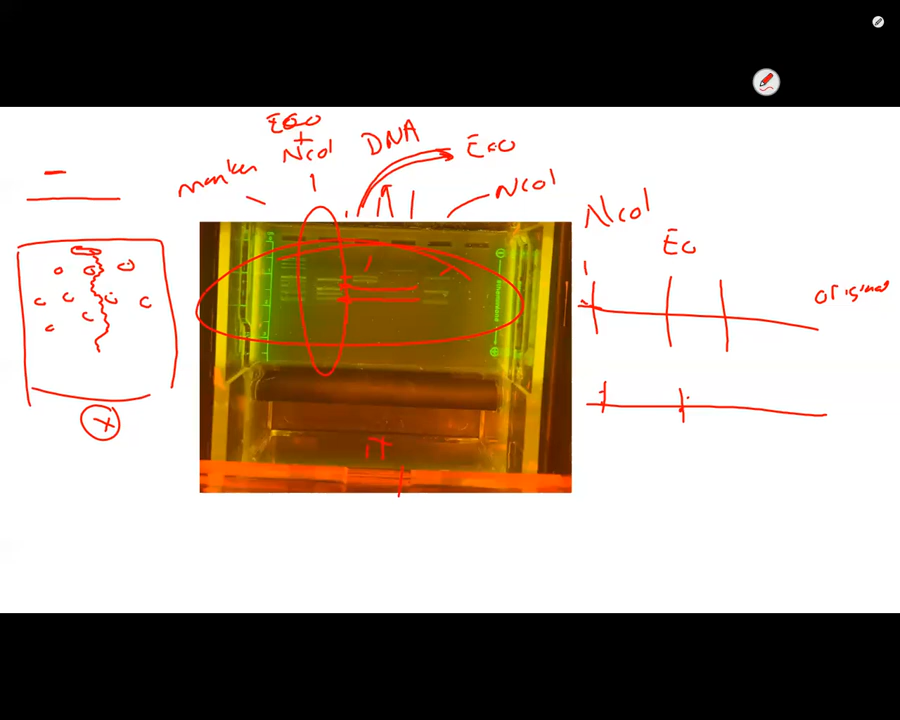 Eco
+
NcoI
DNA
Eco
marker
NcoI
NcoI
Eco
original